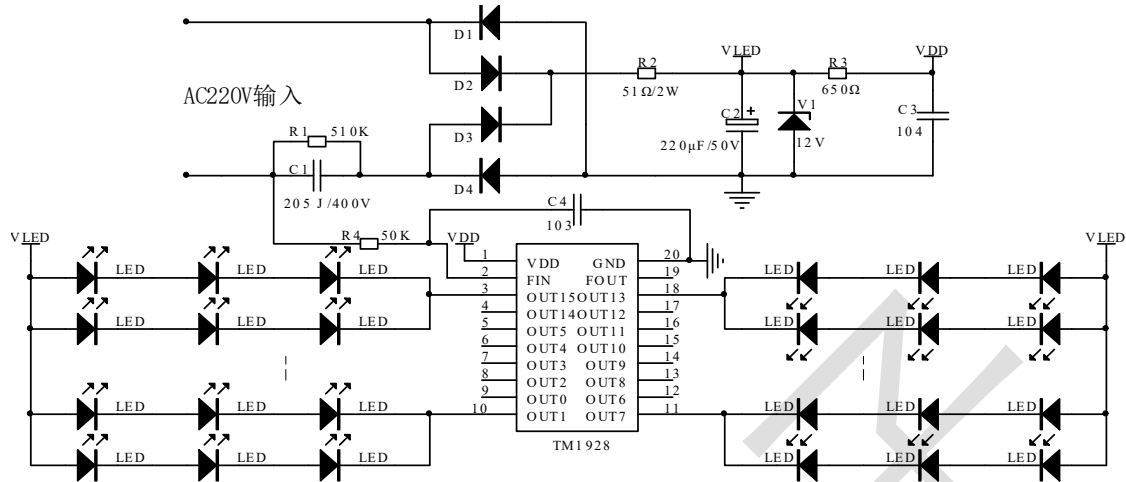 D1
D2
D3
D4
AC220V输入
R1 510K
C1
205J/400V
R2
51Ω/2W
VLED
C2 +
220μF/50V
V1
12V
R3
650Ω
VDD
C3
104
C4
103
R4 50K
VDD
VLED
VLED
LED LED LED
LED LED LED
LED LED LED
LED LED LED
1 VDD GND 20
2 FIN FOUT 19
3 OUT15 OUT13 18
4 OUT14 OUT12 17
5 OUT5 OUT11 16
6 OUT4 OUT10 15
7 OUT3 OUT9 14
8 OUT2 OUT8 13
9 OUT0 OUT6 12
10 OUT1 OUT7 11
TM1928
LED LED LED
LED LED LED
LED LED LED
LED LED LED